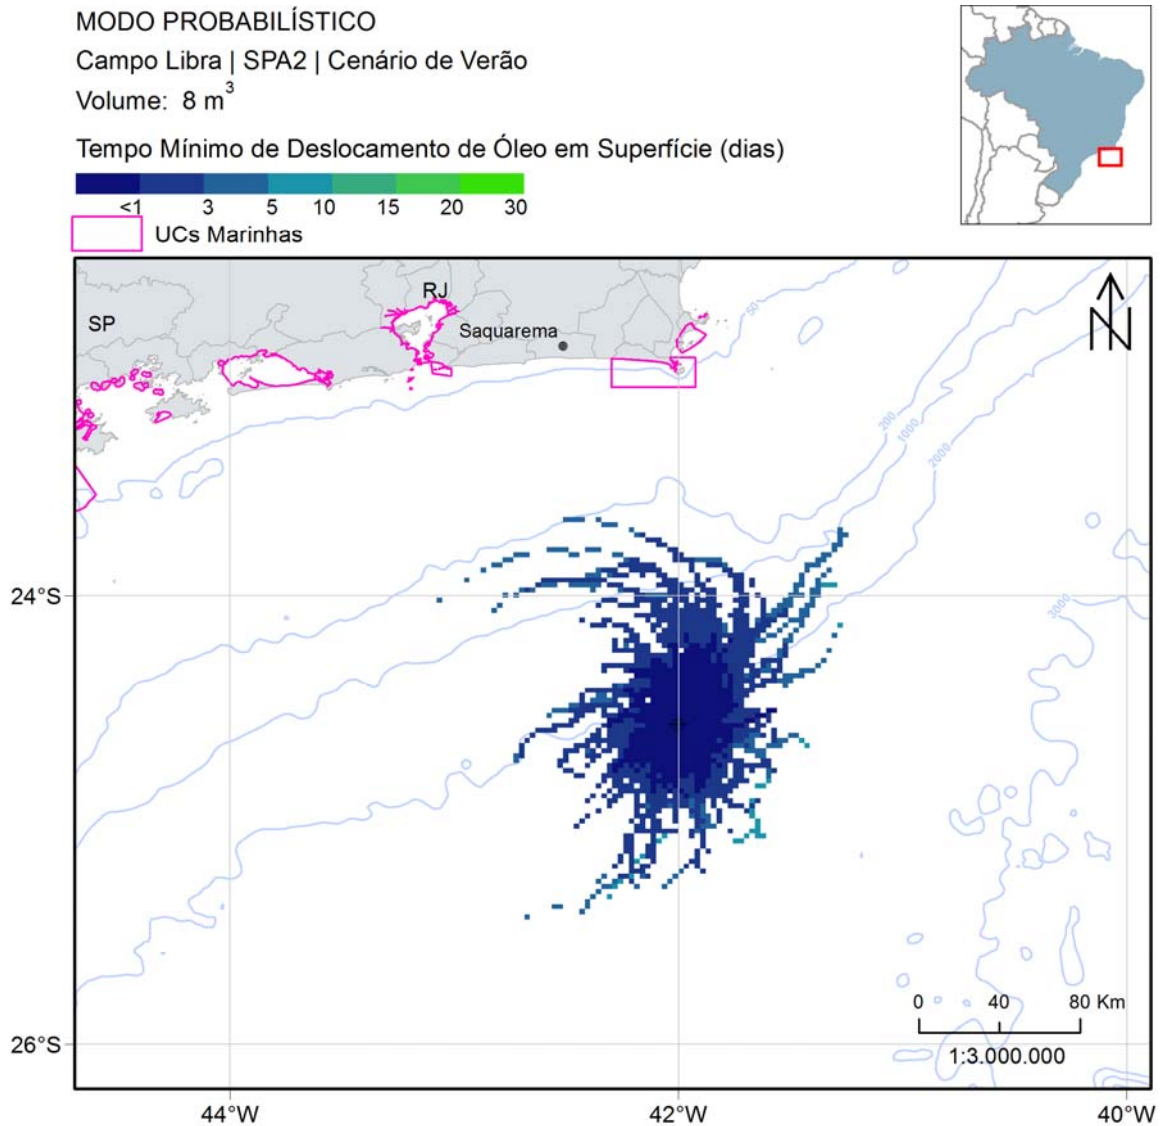 MODO PROBABILÍSTICO
Campo Libra | SPA2 | Cenário de Verão
Volume: 8 m³
Tempo Mínimo de Deslocamento de Óleo em Superfície (dias)
<1 3 5 10 15 20 30
UCs Marinhas
RJ
SP
Saquarema
N
50
200
1000
2000
3000
24°S
26°S
0 40 80 Km
1:3.000.000
44°W 42°W 40°W